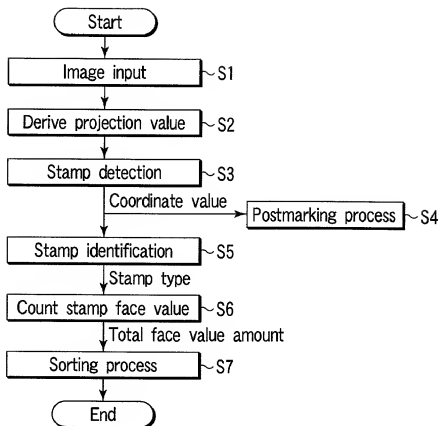 Start
Image input ~S1
Derive projection value ~S2
Stamp detection ~S3
Coordinate value
Postmarking process ~S4
Stamp identification ~S5
Stamp type
Count stamp face value ~S6
Total face value amount
Sorting process ~S7
End